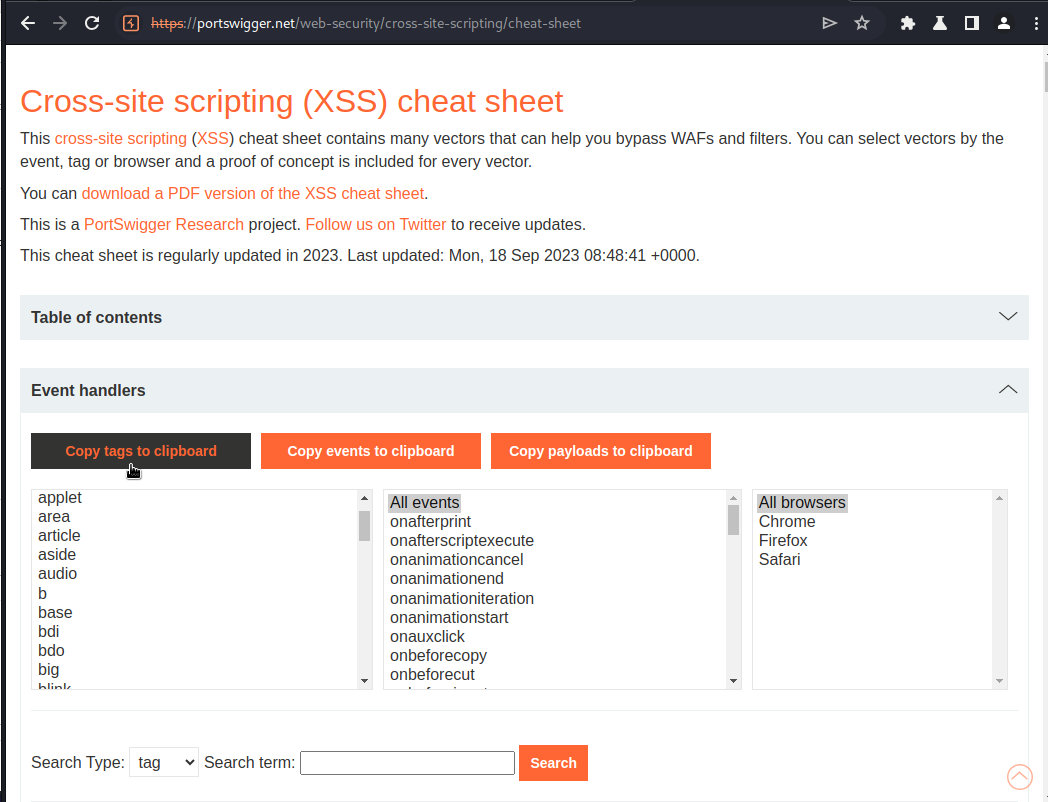 https://portswigger.net/web-security/cross-site-scripting/cheat-sheet
Cross-site scripting (XSS) cheat sheet
This cross-site scripting (XSS) cheat sheet contains many vectors that can help you bypass WAFs and filters. You can select vectors by the
event, tag or browser and a proof of concept is included for every vector.
You can download a PDF version of the XSS cheat sheet.
This is a PortSwigger Research project. Follow us on Twitter to receive updates.
This cheat sheet is regularly updated in 2023. Last updated: Mon, 18 Sep 2023 08:48:41 +0000.
Table of contents
Event handlers
Copy tags to clipboard Copy events to clipboard Copy payloads to clipboard
applet
area
article
aside
audio
b
base
bdi
bdo
big
blink
All events
onafterprint
onafterscriptexecute
onanimationcancel
onanimationend
onanimationiteration
onanimationstart
onauxclick
onbeforecopy
onbeforecut
All browsers
Chrome
Firefox
Safari
Search Type: tag Search term: Search